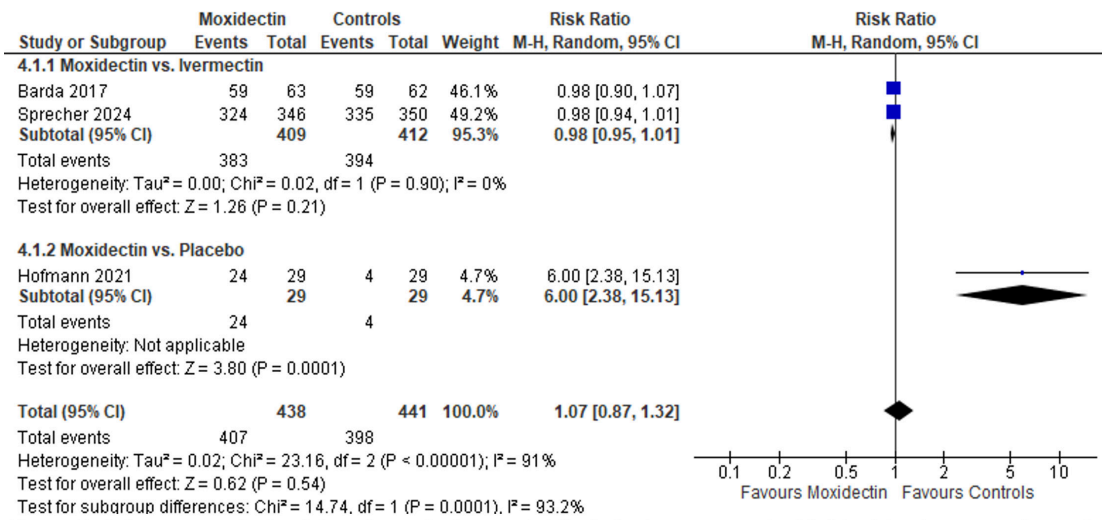 Moxidectin Controls Risk Ratio Risk Ratio
Study or Subgroup Events Total Events Total Weight M-H, Random, 95% CI M-H, Random, 95% CI
4.1.1 Moxidectin vs. Ivermectin
Barda 2017 59 63 59 62 46.1% 0.98 [0.90, 1.07]
Sprecher 2024 324 346 335 350 49.2% 0.98 [0.94, 1.01]
Subtotal (95% CI) 409 412 95.3% 0.98 [0.95, 1.01]
Total events 383 394
Heterogeneity: Tau² = 0.00; Chi² = 0.02, df = 1 (P = 0.90); I² = 0%
Test for overall effect: Z = 1.26 (P = 0.21)
4.1.2 Moxidectin vs. Placebo
Hofmann 2021 24 29 4 29 4.7% 6.00 [2.38, 15.13]
Subtotal (95% CI) 29 29 4.7% 6.00 [2.38, 15.13]
Total events 24 4
Heterogeneity: Not applicable
Test for overall effect: Z = 3.80 (P = 0.0001)
Total (95% CI) 438 441 100.0% 1.07 [0.87, 1.32]
Total events 407 398
Heterogeneity: Tau² = 0.02; Chi² = 23.16, df = 2 (P < 0.00001); I² = 91%
Test for overall effect: Z = 0.62 (P = 0.54)
Test for subgroup differences: Chi² = 14.74, df = 1 (P = 0.0001), I² = 93.2%
0.1 0.2 0.5 1 2 5 10
Favours Moxidectin Favours Controls